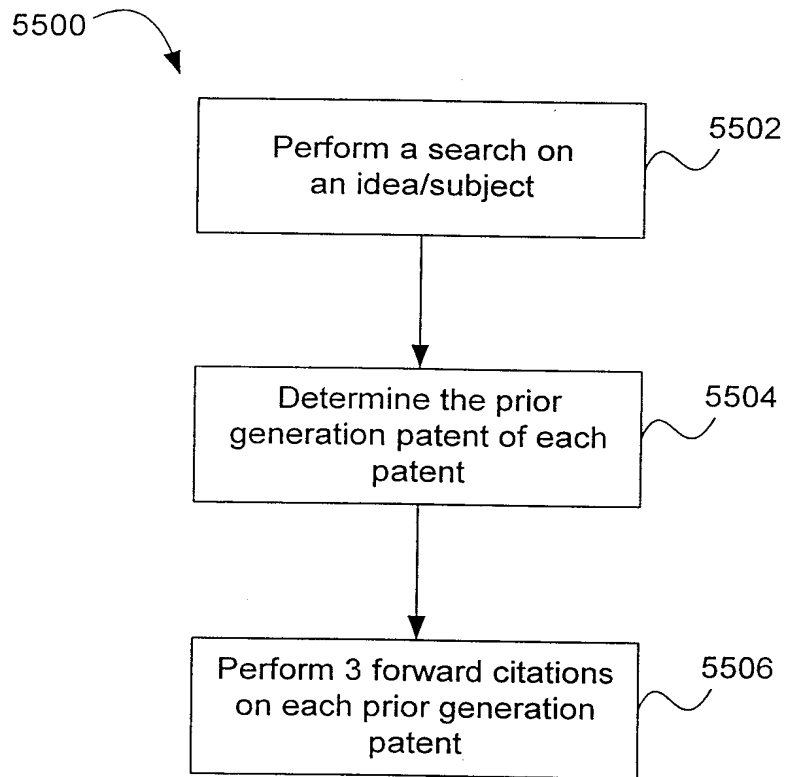 5500
5502
Perform a search on
an idea/subject
5504
Determine the prior
generation patent of each
patent
5506
Perform 3 forward citations
on each prior generation
patent